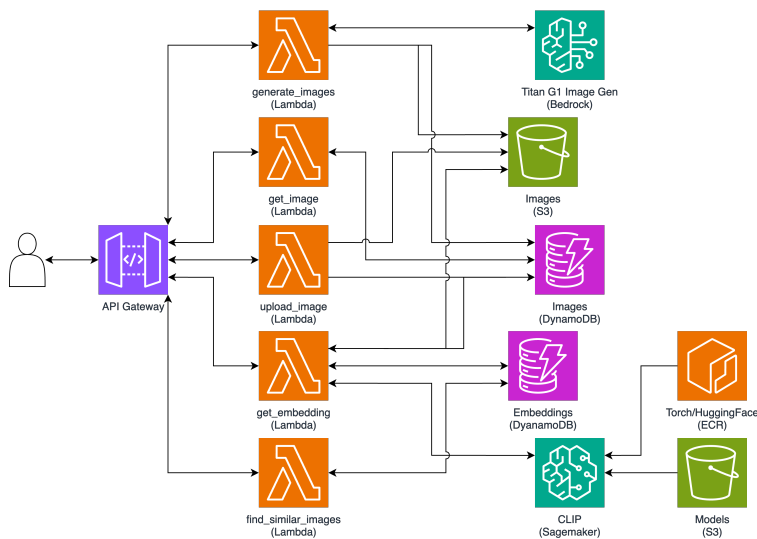 generate_images
(Lambda)
Titan G1 Image Gen
(Bedrock)
get_image
(Lambda)
Images
(S3)
</>
API Gateway
upload_image
(Lambda)
Images
(DynamoDB)
get_embedding
(Lambda)
Embeddings
(DyanamoDB)
Torch/HuggingFace
(ECR)
find_similar_images
(Lambda)
CLIP
(Sagemaker)
Models
(S3)